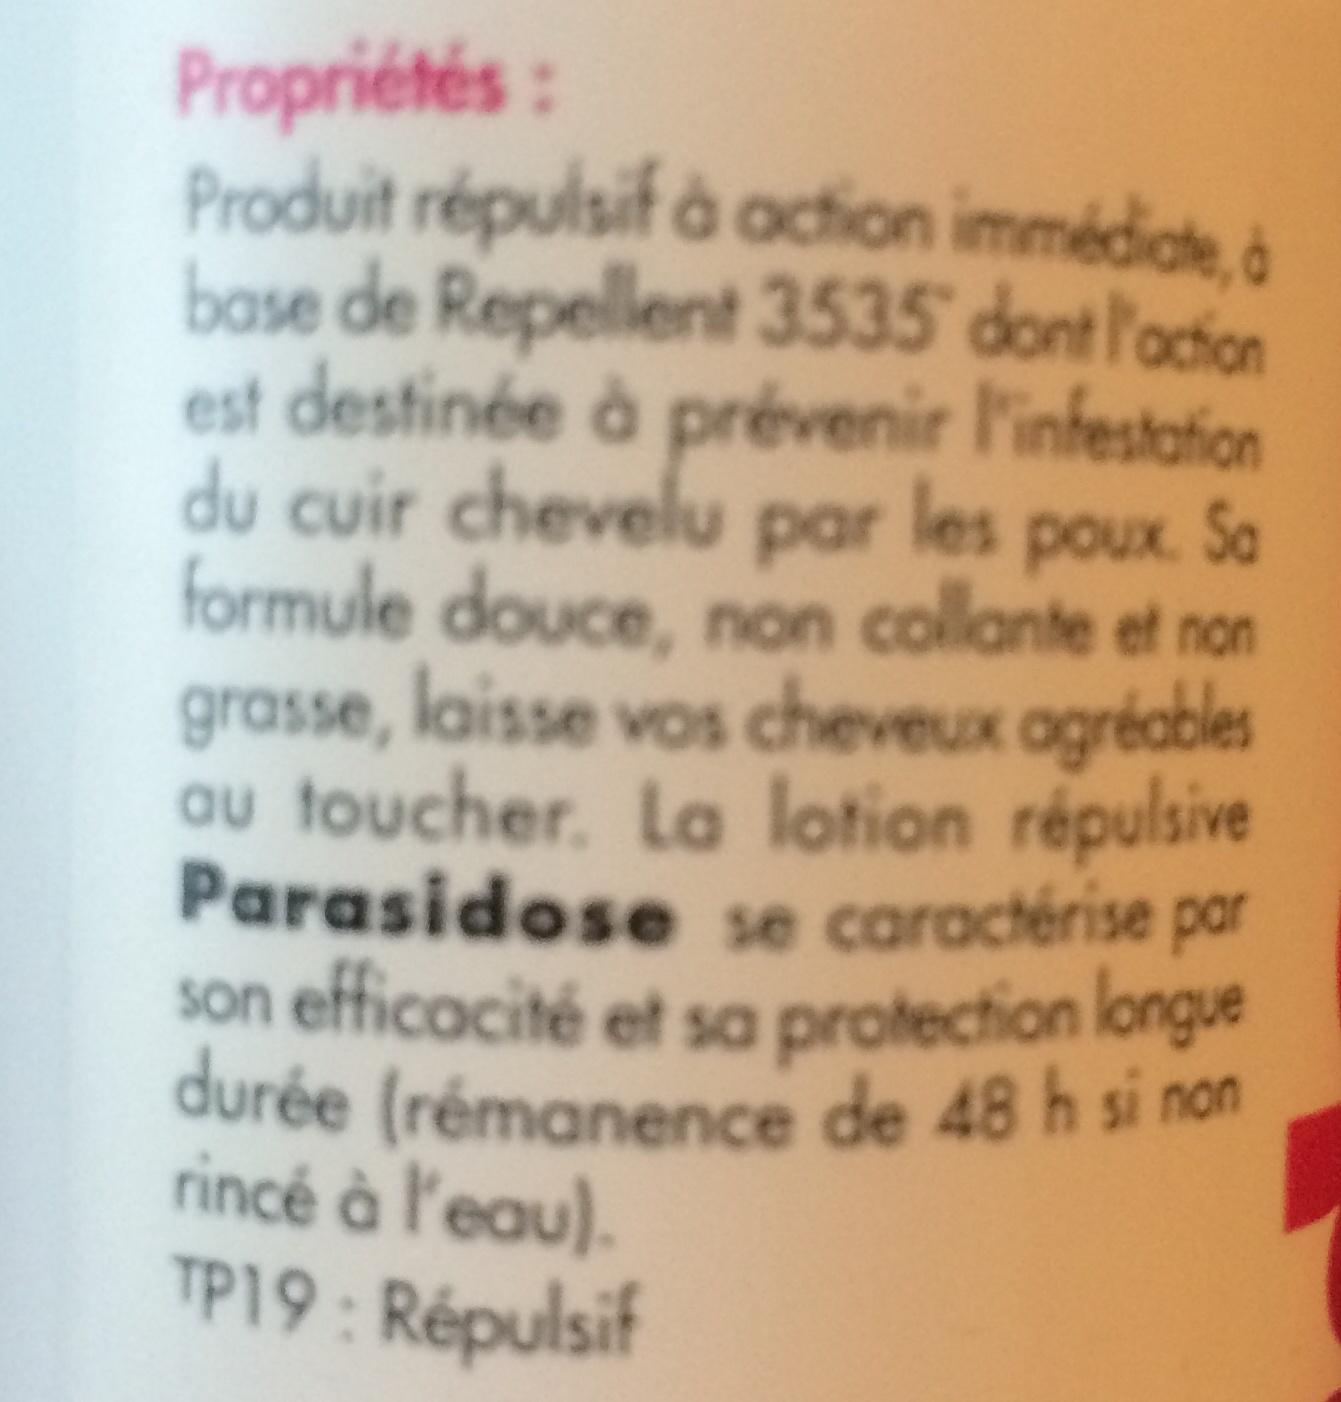 Propriétés :
Produit répulsif à action immédiate, à
base de Repellent 3535™ dont l'action
est destinée à prévenir l'infestation
du cuir chevelu par les poux. Sa
formule douce, non collante et non
grasse, laisse vos cheveux agréables
au toucher. La lotion répulsive
Parasidose se caractérise par
son efficacité et sa protection longue
durée (rémanence de 48 h si non
rincé à l'eau).
TP19 : Répulsif